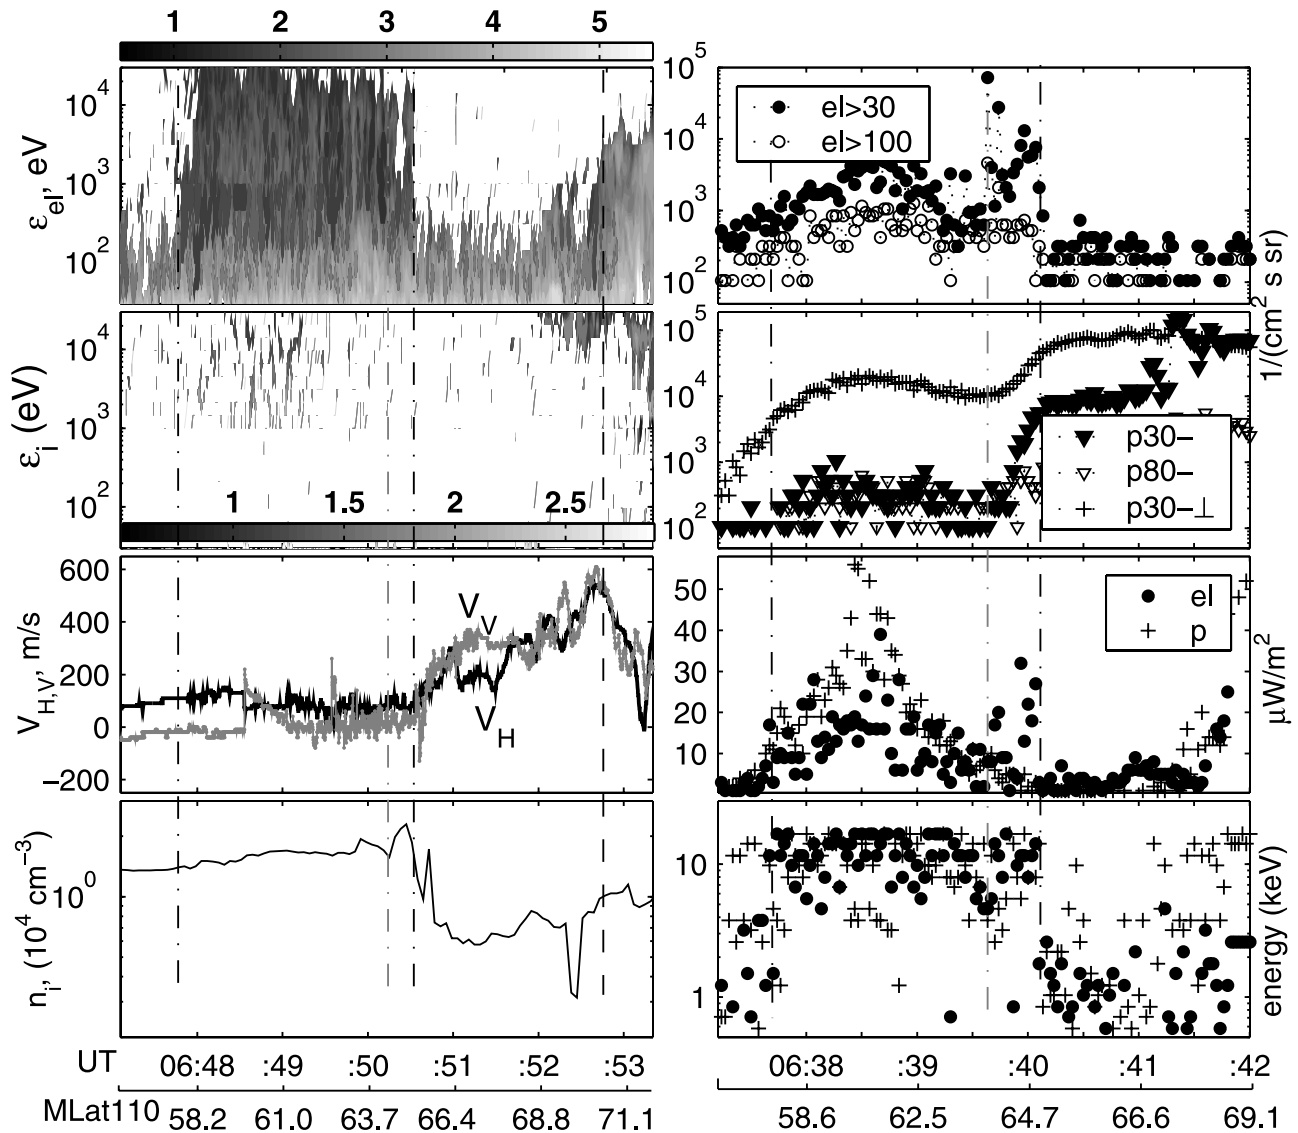 1 2 3 4 5
10^4
10^3
10^2
ε_el, eV
10^4
10^3
10^2
ε_i (eV)
1 1.5 2 2.5
600
400
200
0
−200
V_H,V, m/s
V_V
V_H
10^0
n_i, (10^4 cm^−3)
UT 06:48 :49 :50 :51 :52 :53
MLat110 58.2 61.0 63.7 66.4 68.8 71.1
10^5
10^4
10^3
10^2
el>30
el>100
10^5
10^4
10^3
10^2
1/(cm^2 s sr)
p30−
p80−
p30−⊥
50
40
30
20
10
μW/m^2
el
p
10
1
energy (keV)
06:38 :39 :40 :41 :42
58.6 62.5 64.7 66.6 69.1